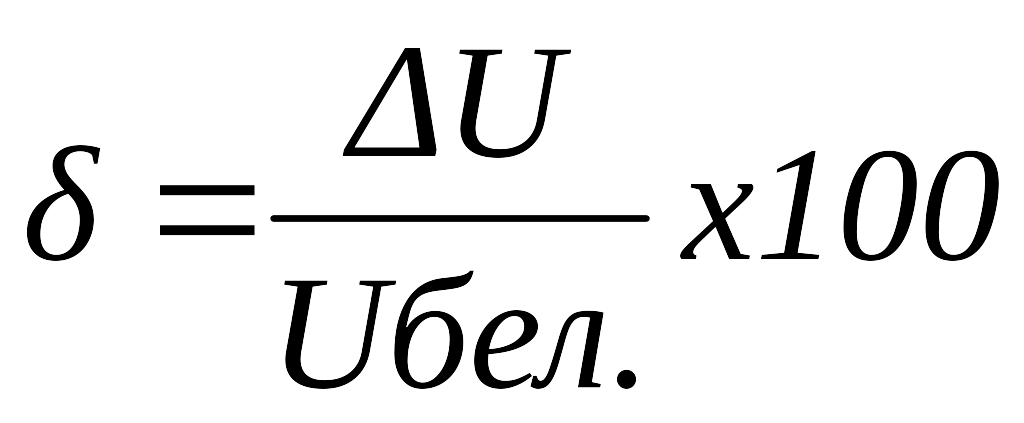 ΔU
δ = x100
Uбел.